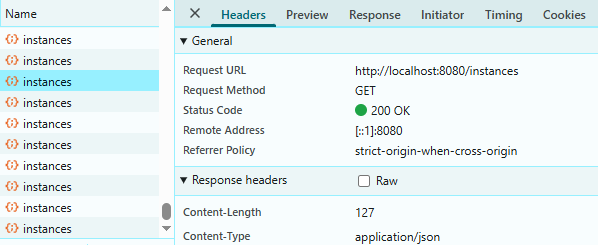 Name
instances
instances
instances
instances
instances
instances
instances
instances
instances
instances
Headers Preview Response Initiator Timing Cookies
General
Request URL http://localhost:8080/instances
Request Method GET
Status Code 200 OK
Remote Address [::1]:8080
Referrer Policy strict-origin-when-cross-origin
Response headers Raw
Content-Length 127
Content-Type application/json